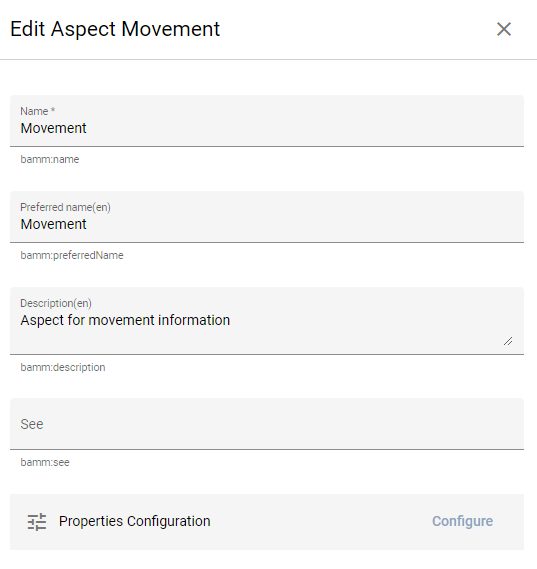 Edit Aspect Movement
Name *
Movement
bamm:name
Preferred name(en)
Movement
bamm:preferredName
Description(en)
Aspect for movement information
bamm:description
See
bamm:see
Properties Configuration Configure